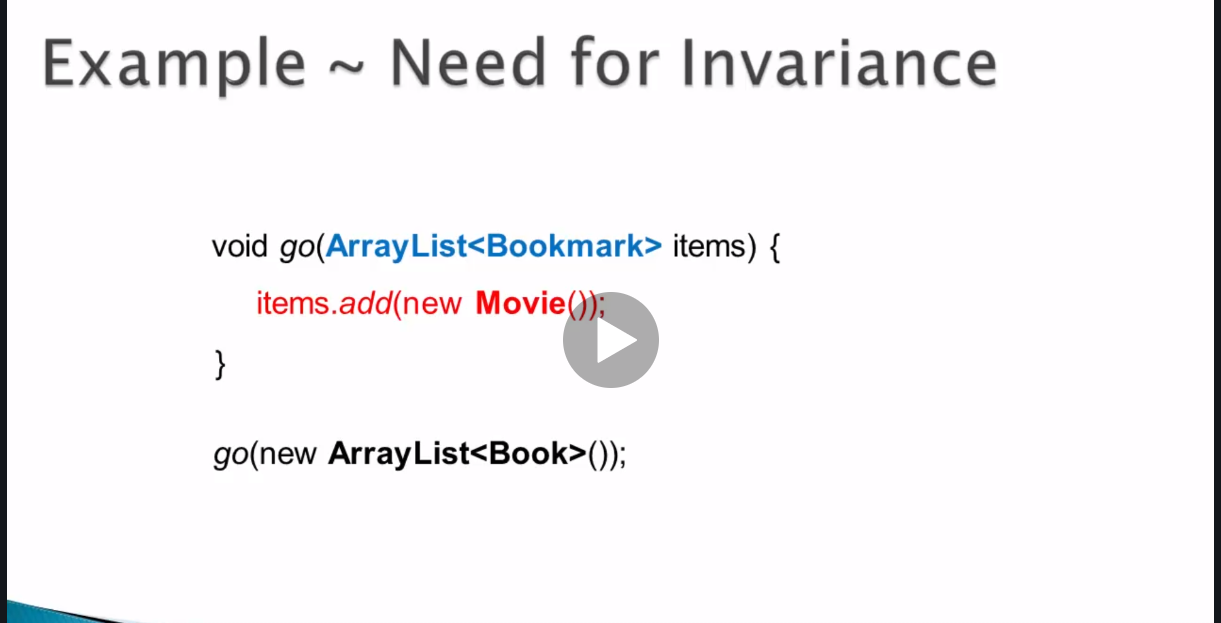 Example ~ Need for Invariance
void go(ArrayList<Bookmark> items) {
items.add(new Movie());
}
go(new ArrayList<Book>());